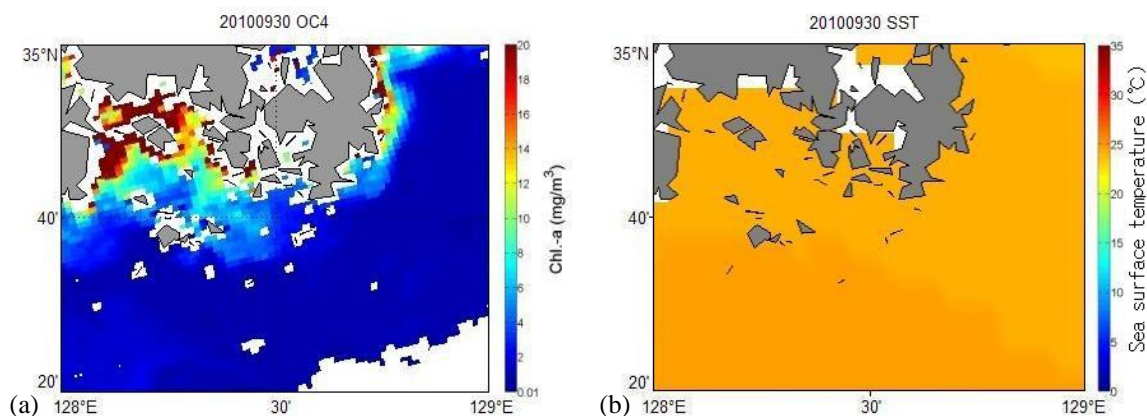 20100930 OC4
35°N
40'
20'
128°E
30'
129°E
20
18
16
14
12
10
8
6
4
2
0.01
Chl.-a (mg/m³)
(a)
20100930 SST
35°N
40'
20'
128°E
30'
129°E
35
30
25
20
15
10
5
0
Sea surface temperature (°C)
(b)